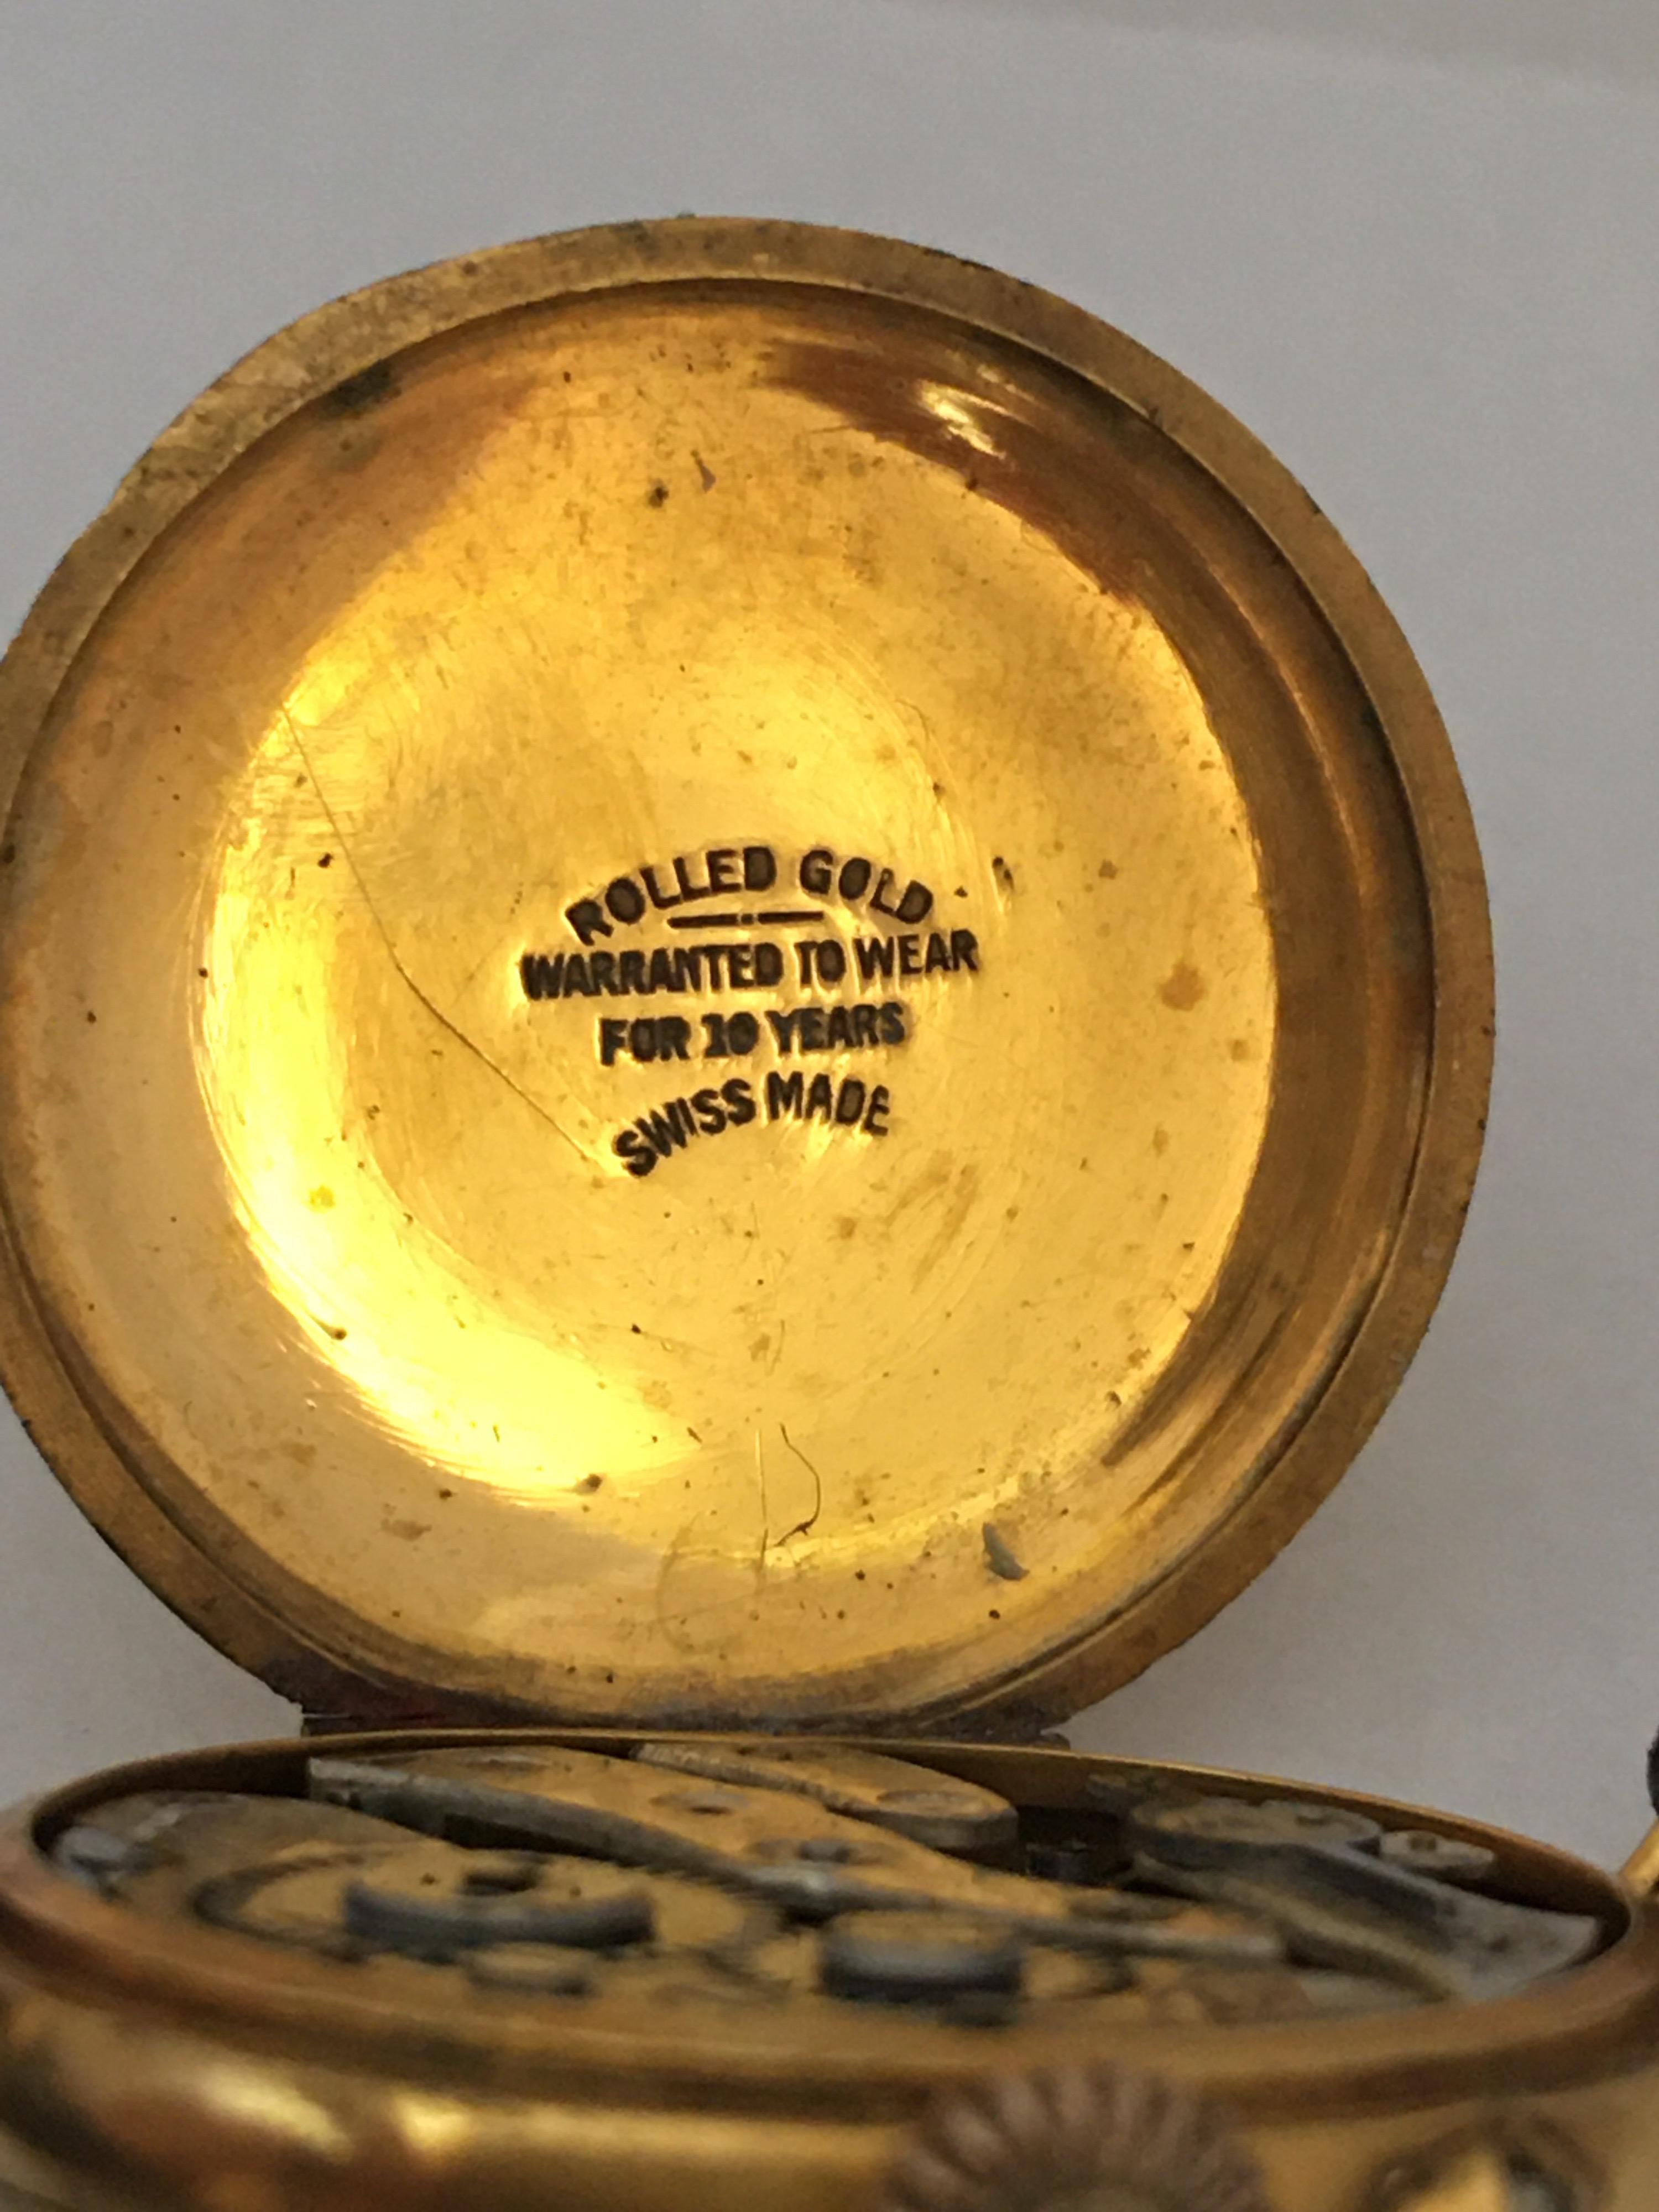 ROLLED GOLD
WARRANTED TO WEAR
FOR 10 YEARS
SWISS MADE